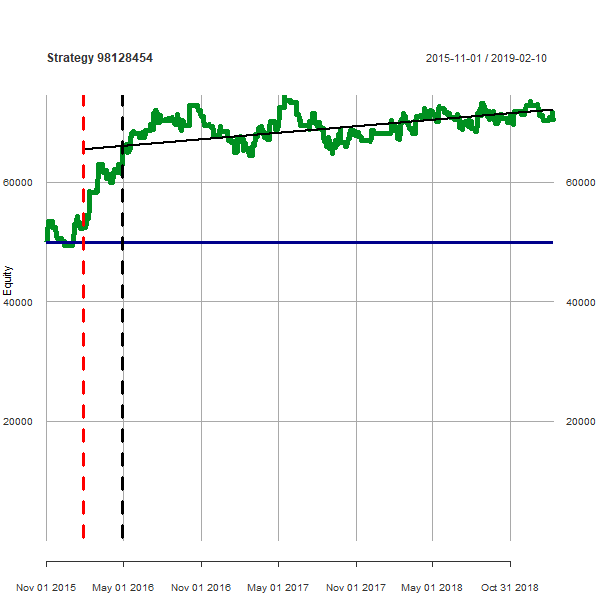 Strategy 98128454
2015-11-01 / 2019-02-10
60000
60000
Equity
40000
40000
20000
20000
Nov 01 2015
May 01 2016
Nov 01 2016
May 01 2017
Nov 01 2017
May 01 2018
Oct 31 2018